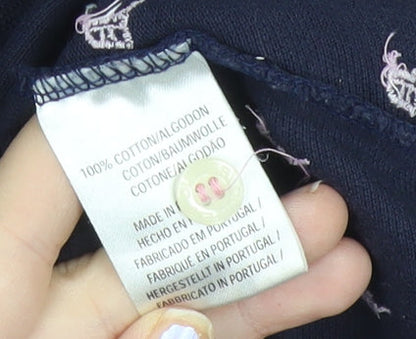 100% COTTON/ALGODON
COTON/BAUMWOLLE
COTONE/ALGODÃO
MADE IN
HECHO EN PORTUGAL/
FABRICADO EM PORTUGAL/
FABRIQUÉ EN PORTUGAL/
HERGESTELLT IN PORTUGAL/
FABBRICATO IN PORTUGAL